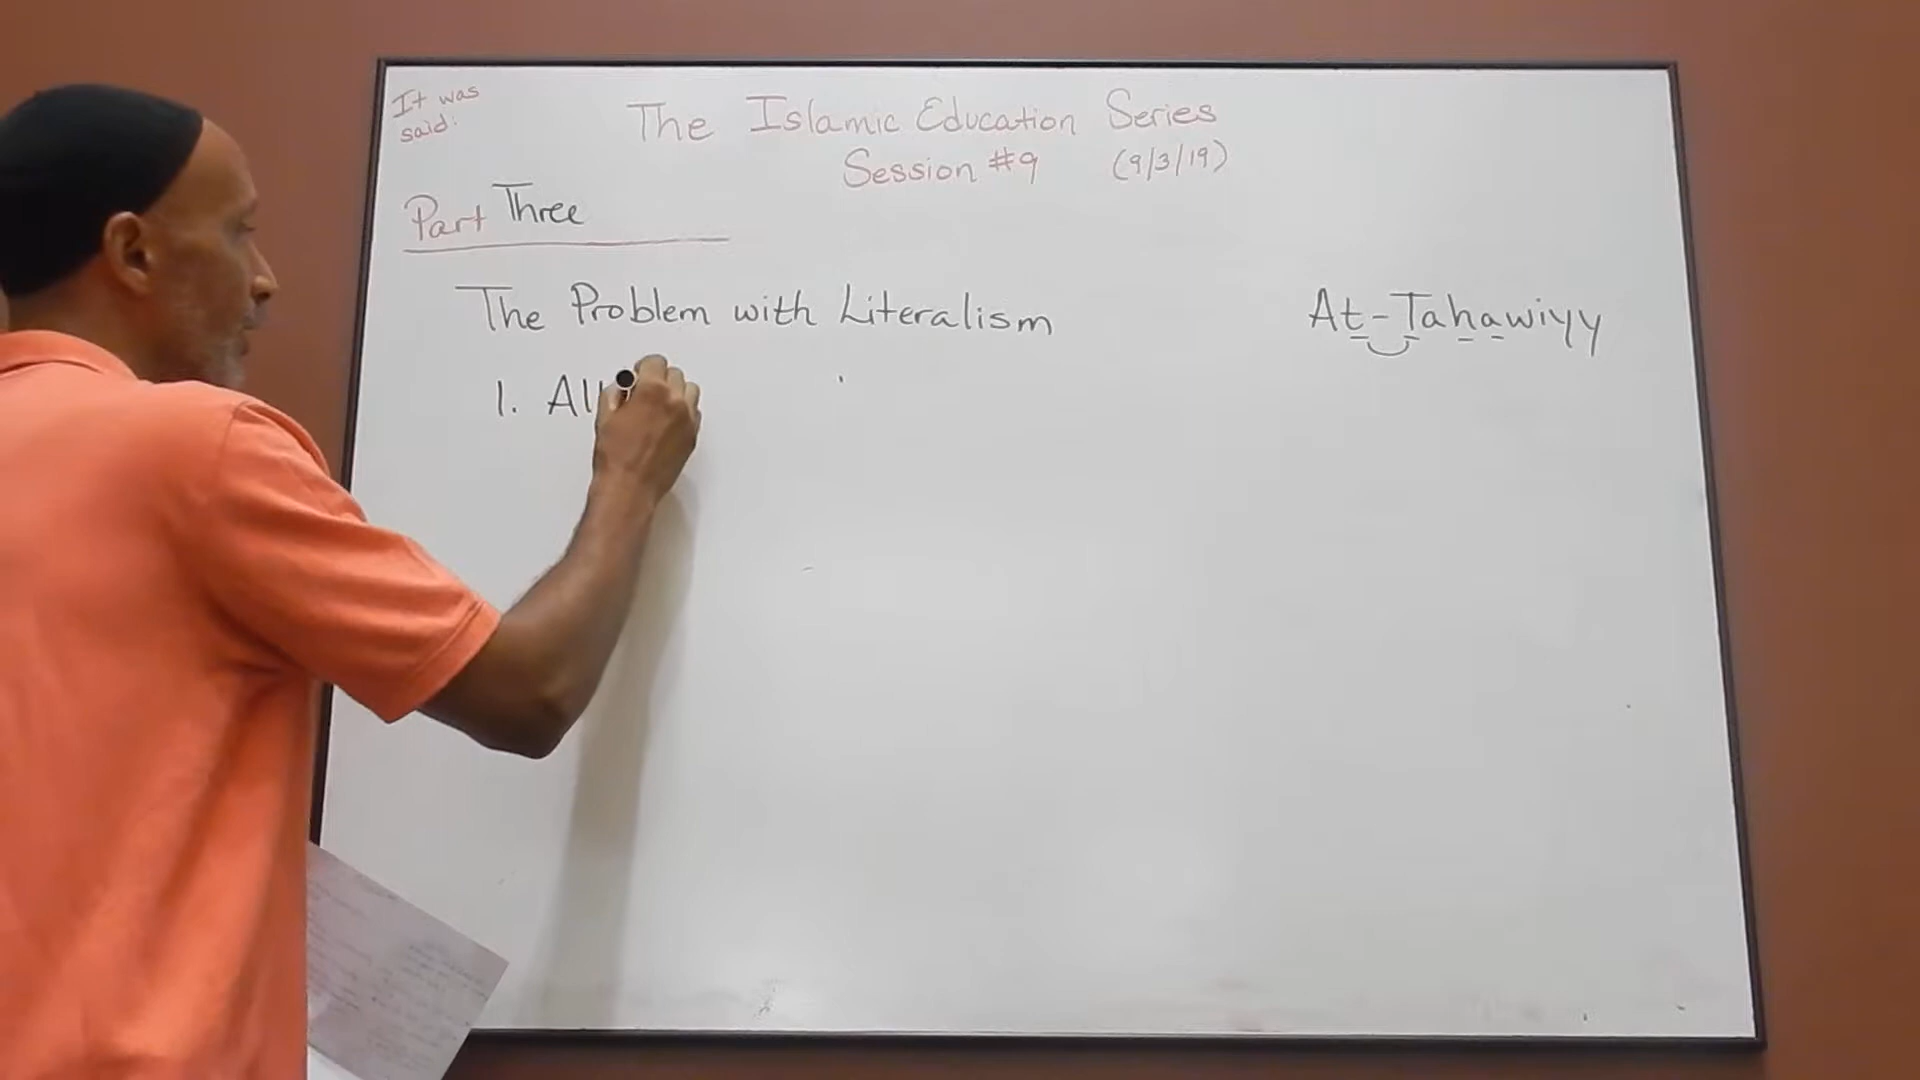 It was
said:
The Islamic Education Series
Session #9 (9/3/19)
Part Three
The Problem with Literalism
At-Tahawiyy
1. All